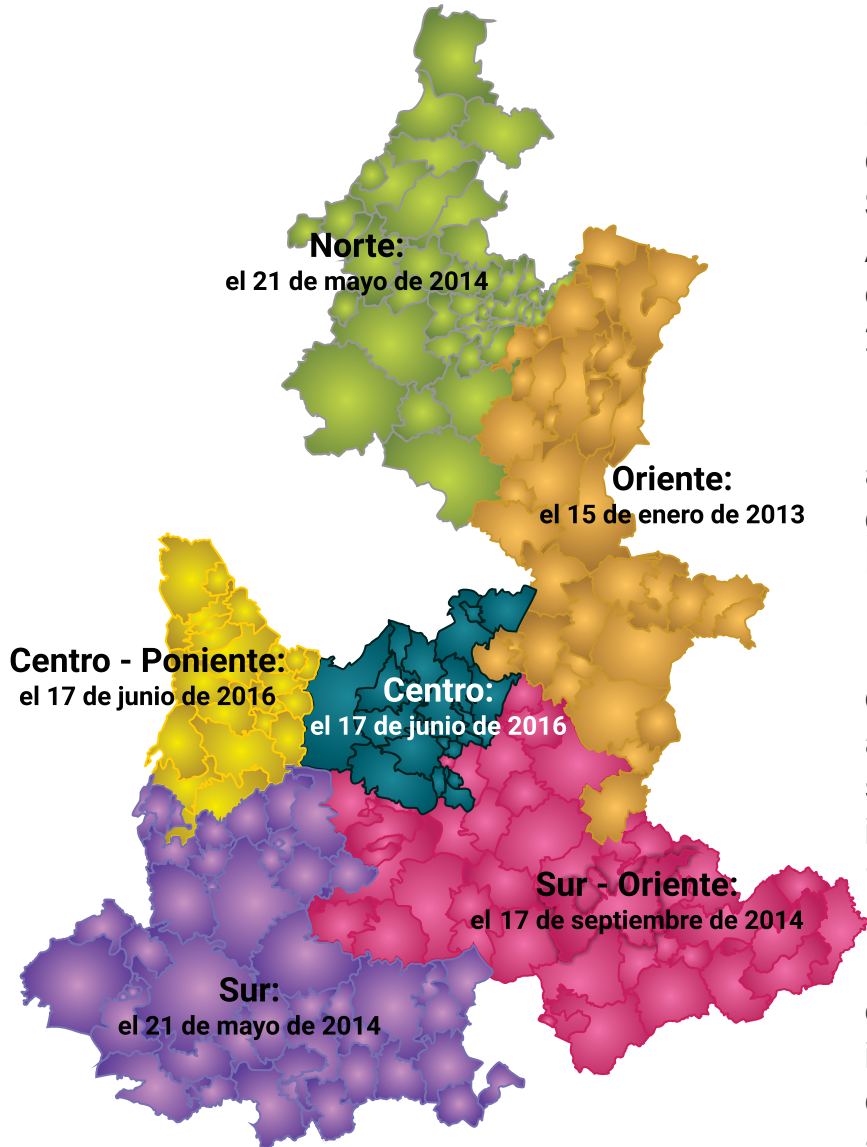 Norte:
el 21 de mayo de 2014
Oriente:
el 15 de enero de 2013
Centro - Poniente:
el 17 de junio de 2016
Centro:
el 17 de junio de 2016
Sur - Oriente:
el 17 de septiembre de 2014
Sur:
el 21 de mayo de 2014